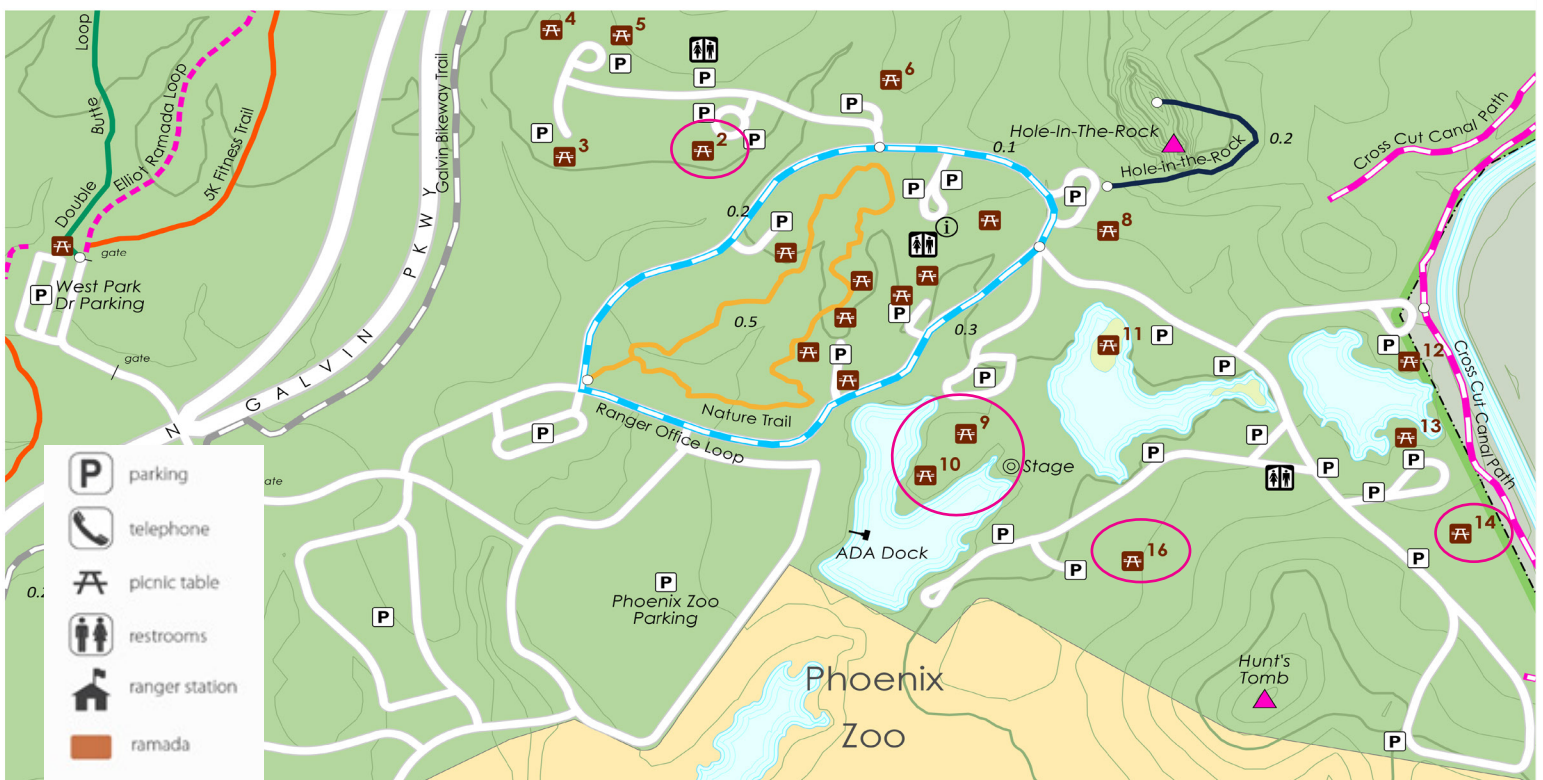 Loop
Butte
Double
Elliot Ramada Loop
5K Fitness Trail
gate
West Park
Dr Parking
P
gate
GALVIN
PKWY
Galvin Bikeway Trail
N
4
5
P
P
6
P
P
P
3
P
2
P
0.2
P
P
P
0.1
i
P
Hole-In-The-Rock
Hole-in-the-Rock
0.2
8
Cross Cut Canal Path
0.5
P
P
0.3
Nature Trail
Ranger Office Loop
P
P
9
10
Stage
ADA Dock
11
P
P
P
12
13
P
P
P
P
P
Cross Cut Canal Path
14
P
P
P
16
P
Phoenix Zoo
Parking
P
Phoenix
Zoo
Hunt's
Tomb
P
P
parking
telephone
picnic table
restrooms
ranger station
ramada